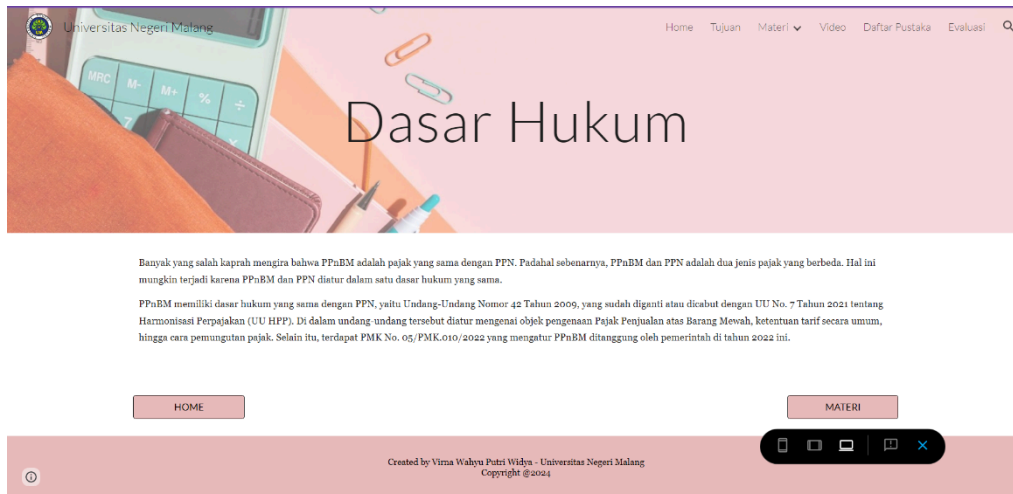 Universitas Negeri Malang
Home Tujuan Materi Video Daftar Pustaka Evaluasi
MRC M- M+ % ÷
7
Dasar Hukum
Banyak yang salah kaprah mengira bahwa PPnBM adalah pajak yang sama dengan PPN. Padahal sebenarnya, PPnBM dan PPN adalah dua jenis pajak yang berbeda. Hal ini
mungkin terjadi karena PPnBM dan PPN diatur dalam satu dasar hukum yang sama.
PPnBM memiliki dasar hukum yang sama dengan PPN, yaitu Undang-Undang Nomor 42 Tahun 2009, yang sudah diganti atau dicabut dengan UU No. 7 Tahun 2021 tentang
Harmonisasi Perpajakan (UU HPP). Di dalam undang-undang tersebut diatur mengenai objek pengenaan Pajak Penjualan atas Barang Mewah, ketentuan tarif secara umum,
hingga cara pemungutan pajak. Selain itu, terdapat PMK No. 05/PMK.010/2022 yang mengatur PPnBM ditanggung oleh pemerintah di tahun 2022 ini.
HOME
MATERI
Created by Virna Wahyu Putri Widya - Universitas Negeri Malang
Copyright @2024